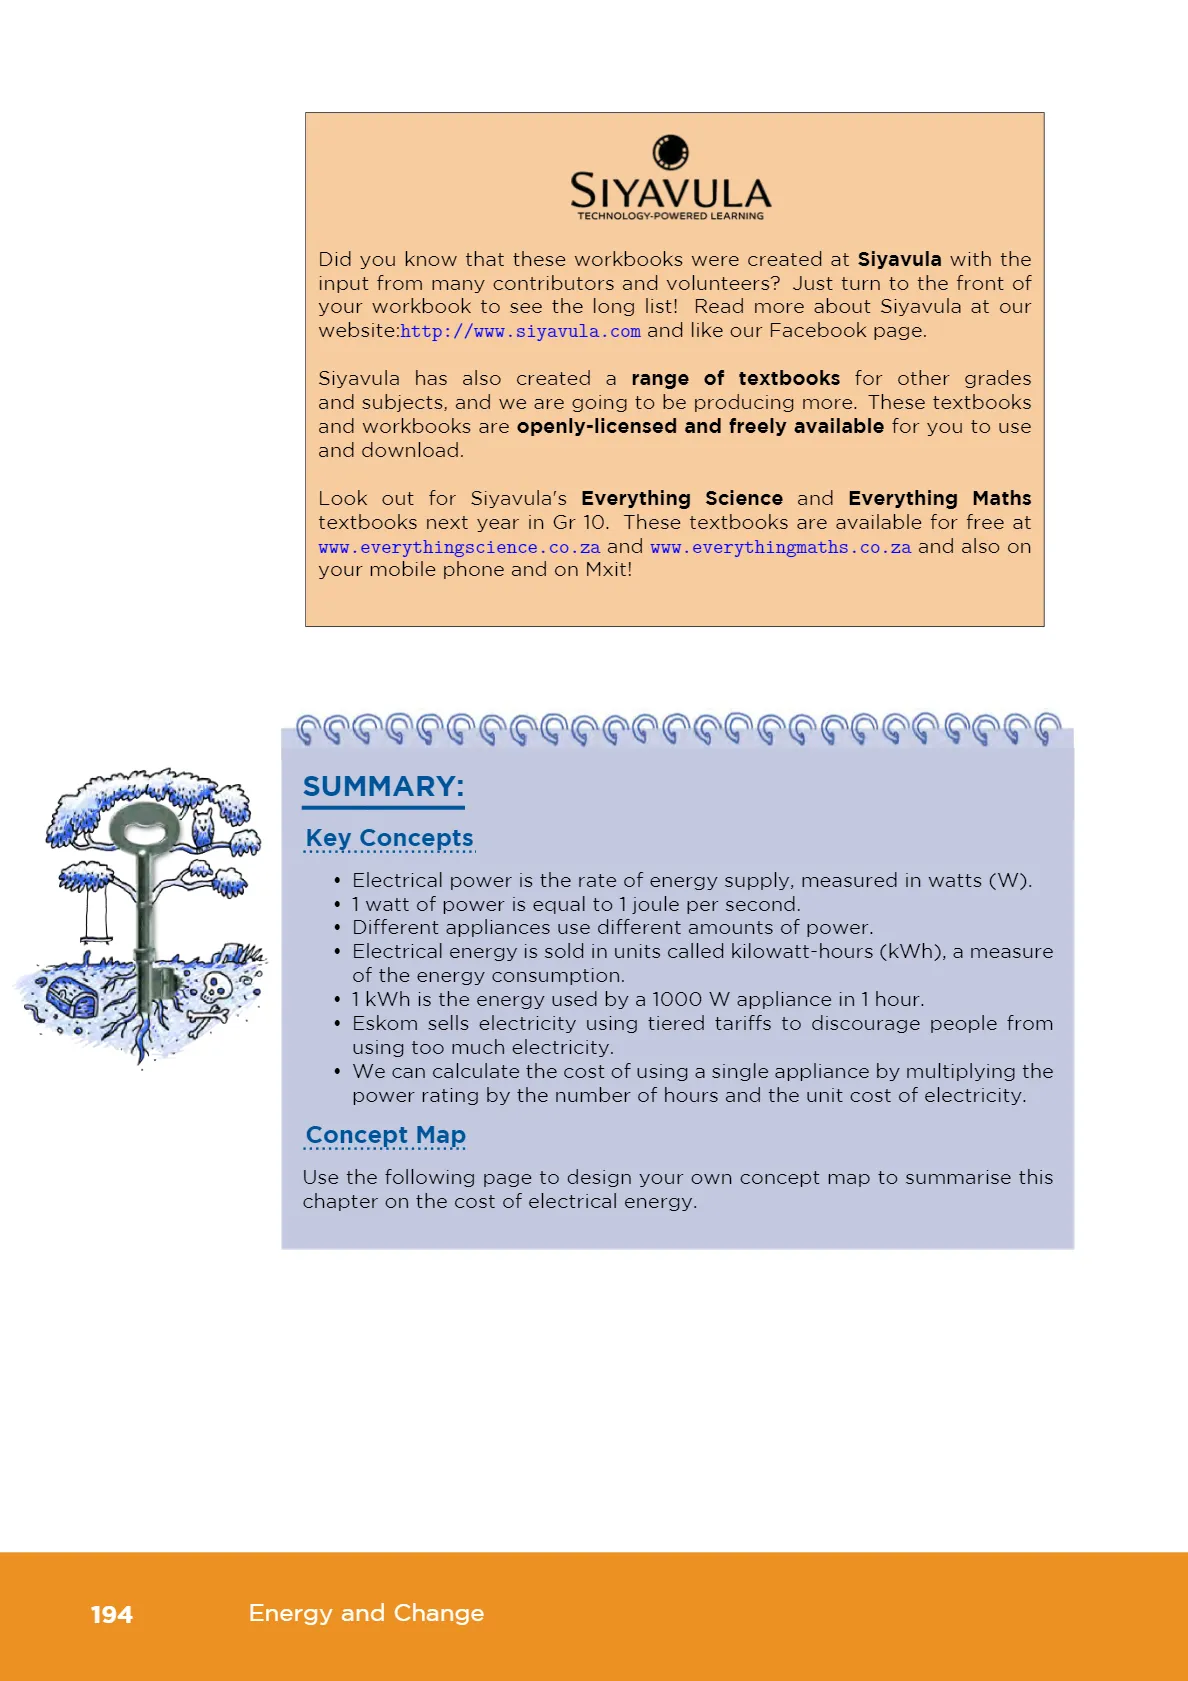 SIYAVULA
TECHNOLOGY-POWERED LEARNING
Did you know that these workbooks were created at Siyavula with the
input from many contributors and volunteers? Just turn to the front of
your workbook to see the long list! Read more about Siyavula at our
website:http://www.siyavula.com and like our Facebook page.
Siyavula has also created a range of textbooks for other grades
and subjects, and we are going to be producing more. These textbooks
and workbooks are openly-licensed and freely available for you to use
and download.
Look out for Siyavula's Everything Science and Everything Maths
textbooks next year in Gr 10. These textbooks are available for free at
www.everythingscience.co.za and www.everythingmaths.co.za and also on
your mobile phone and on Mxit!
SUMMARY:
Key Concepts
• Electrical power is the rate of energy supply, measured in watts (W).
• 1 watt of power is equal to 1 joule per second.
• Different appliances use different amounts of power.
• Electrical energy is sold in units called kilowatt-hours (kWh), a measure
of the energy consumption.
• 1 kWh is the energy used by a 1000 W appliance in 1 hour.
• Eskom sells electricity using tiered tariffs to discourage people from
using too much electricity.
• We can calculate the cost of using a single appliance by multiplying the
power rating by the number of hours and the unit cost of electricity.
Concept Map
Use the following page to design your own concept map to summarise this
chapter on the cost of electrical energy.
194 Energy and Change